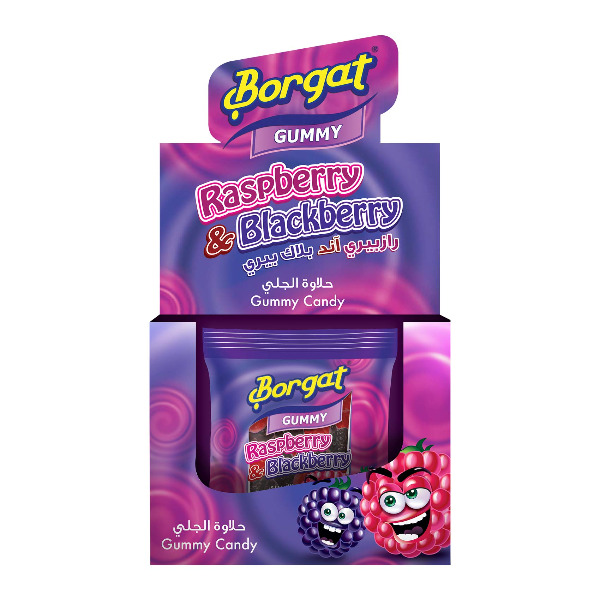 Borgat®
GUMMY
Raspberry
& Blackberry
رازبيري آند بلاك بيري
حلاوة الجلي
Gummy Candy
Borgat
GUMMY
Raspberry
& Blackberry
حلاوة الجلي
Gummy Candy